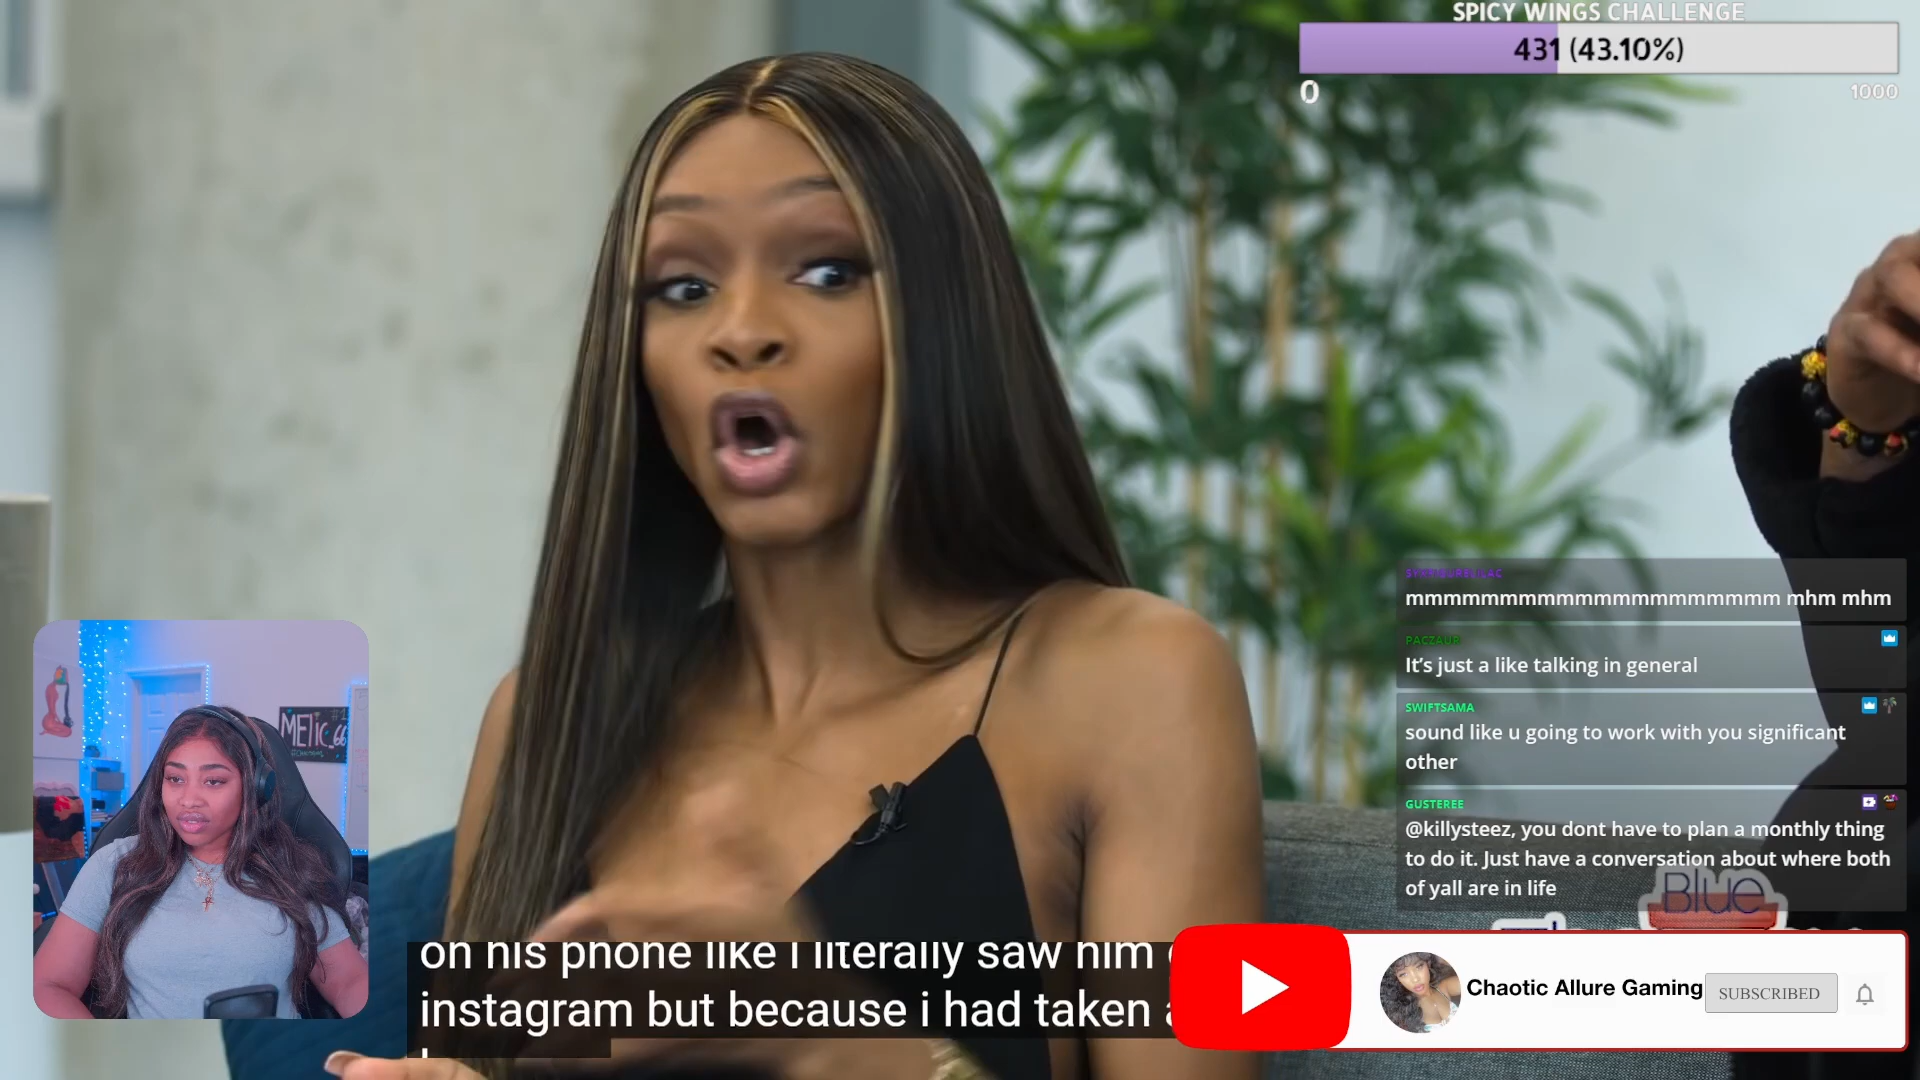 SPICY WINGS CHALLENGE
431 (43.10%)
0
1000
mmmmmmmmmmmmmmmmmmmm mhm mhm
PACZAUR
It's just a like talking in general
SWIFTSAMA
sound like u going to work with you significant
other
GUSTEREE
@killysteez, you dont have to plan a monthly thing
to do it. Just have a conversation about where both
of yall are in life
Blue
METIC_66
on his phone like i literally saw him
instagram but because i had taken
Chaotic Allure Gaming
SUBSCRIBED